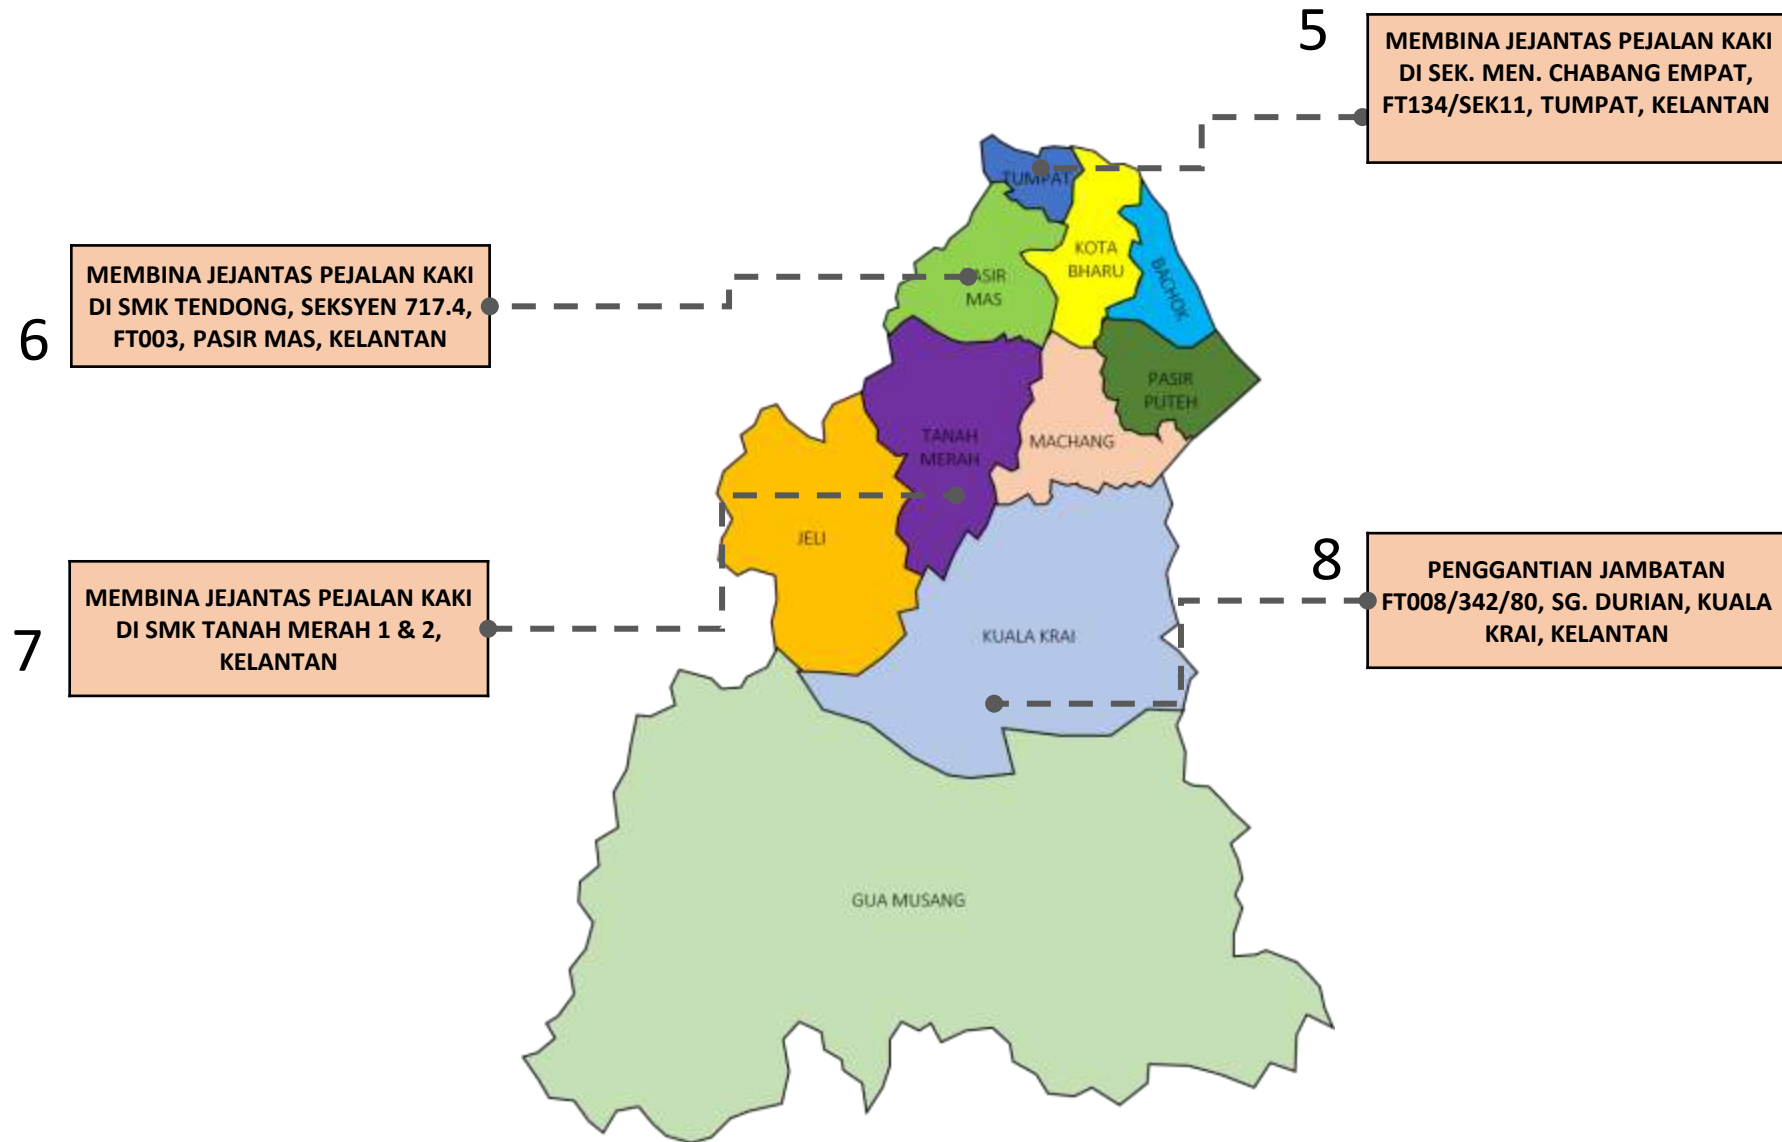 5
MEMBINA JEJANTAS PEJALAN KAKI
DI SEK. MEN. CHABANG EMPAT,
FT134/SEK11, TUMPAT, KELANTAN
6
MEMBINA JEJANTAS PEJALAN KAKI
DI SMK TENDONG, SEKSYEN 717.4,
FT003, PASIR MAS, KELANTAN
7
MEMBINA JEJANTAS PEJALAN KAKI
DI SMK TANAH MERAH 1 & 2,
KELANTAN
8
PENGGANTIAN JAMBATAN
FT008/342/80, SG. DURIAN, KUALA
KRAI, KELANTAN
TUMPAT
KOTA
BHARU
BACHOK
PASIR
MAS
PASIR
PUTEH
TANAH
MERAH
MACHANG
JELI
KUALA KRAI
GUA MUSANG